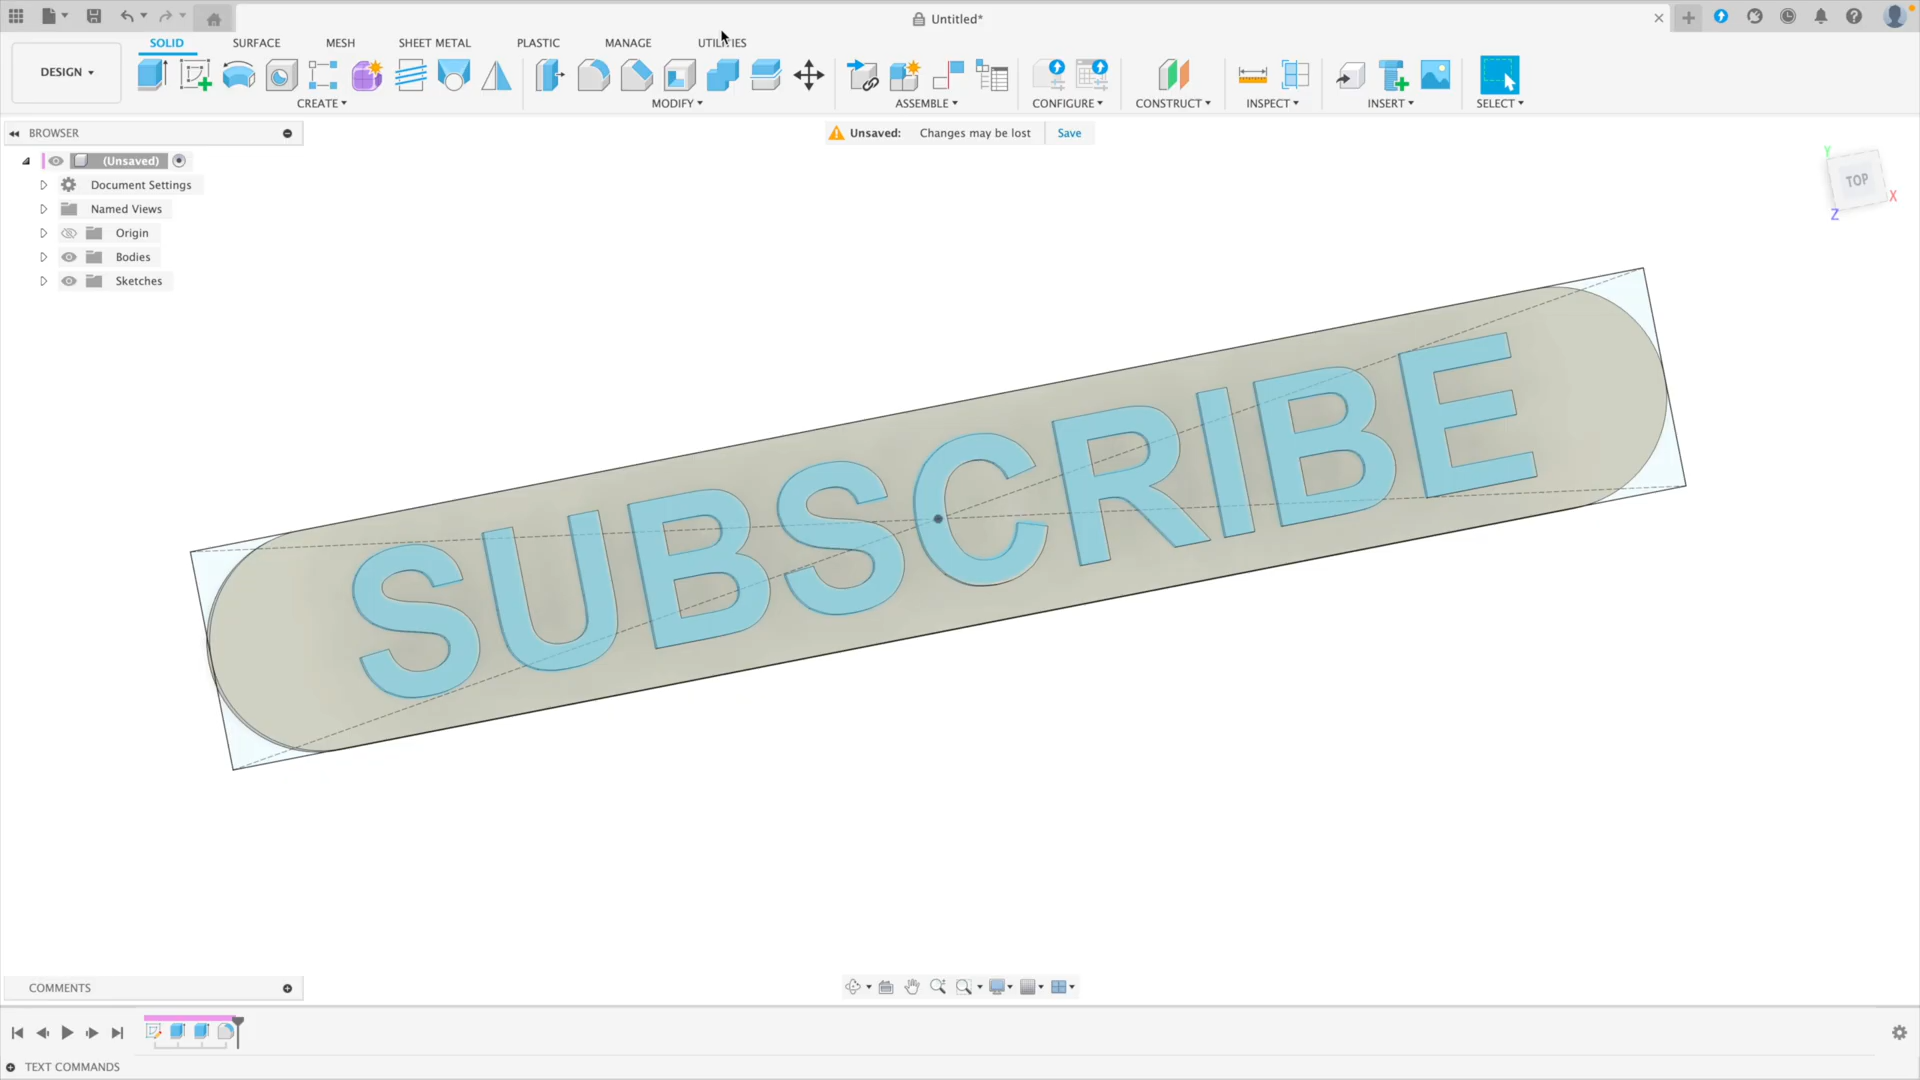 Untitled*
DESIGN
SOLID
SURFACE
MESH
SHEET METAL
PLASTIC
MANAGE
UTILITIES
CREATE
MODIFY
ASSEMBLE
CONFIGURE
CONSTRUCT
INSPECT
INSERT
SELECT
BROWSER
Unsaved: Changes may be lost Save
(Unsaved)
Document Settings
Named Views
Origin
Bodies
Sketches
Y
TOP
X
Z
SUBSCRIBE
COMMENTS
TEXT COMMANDS